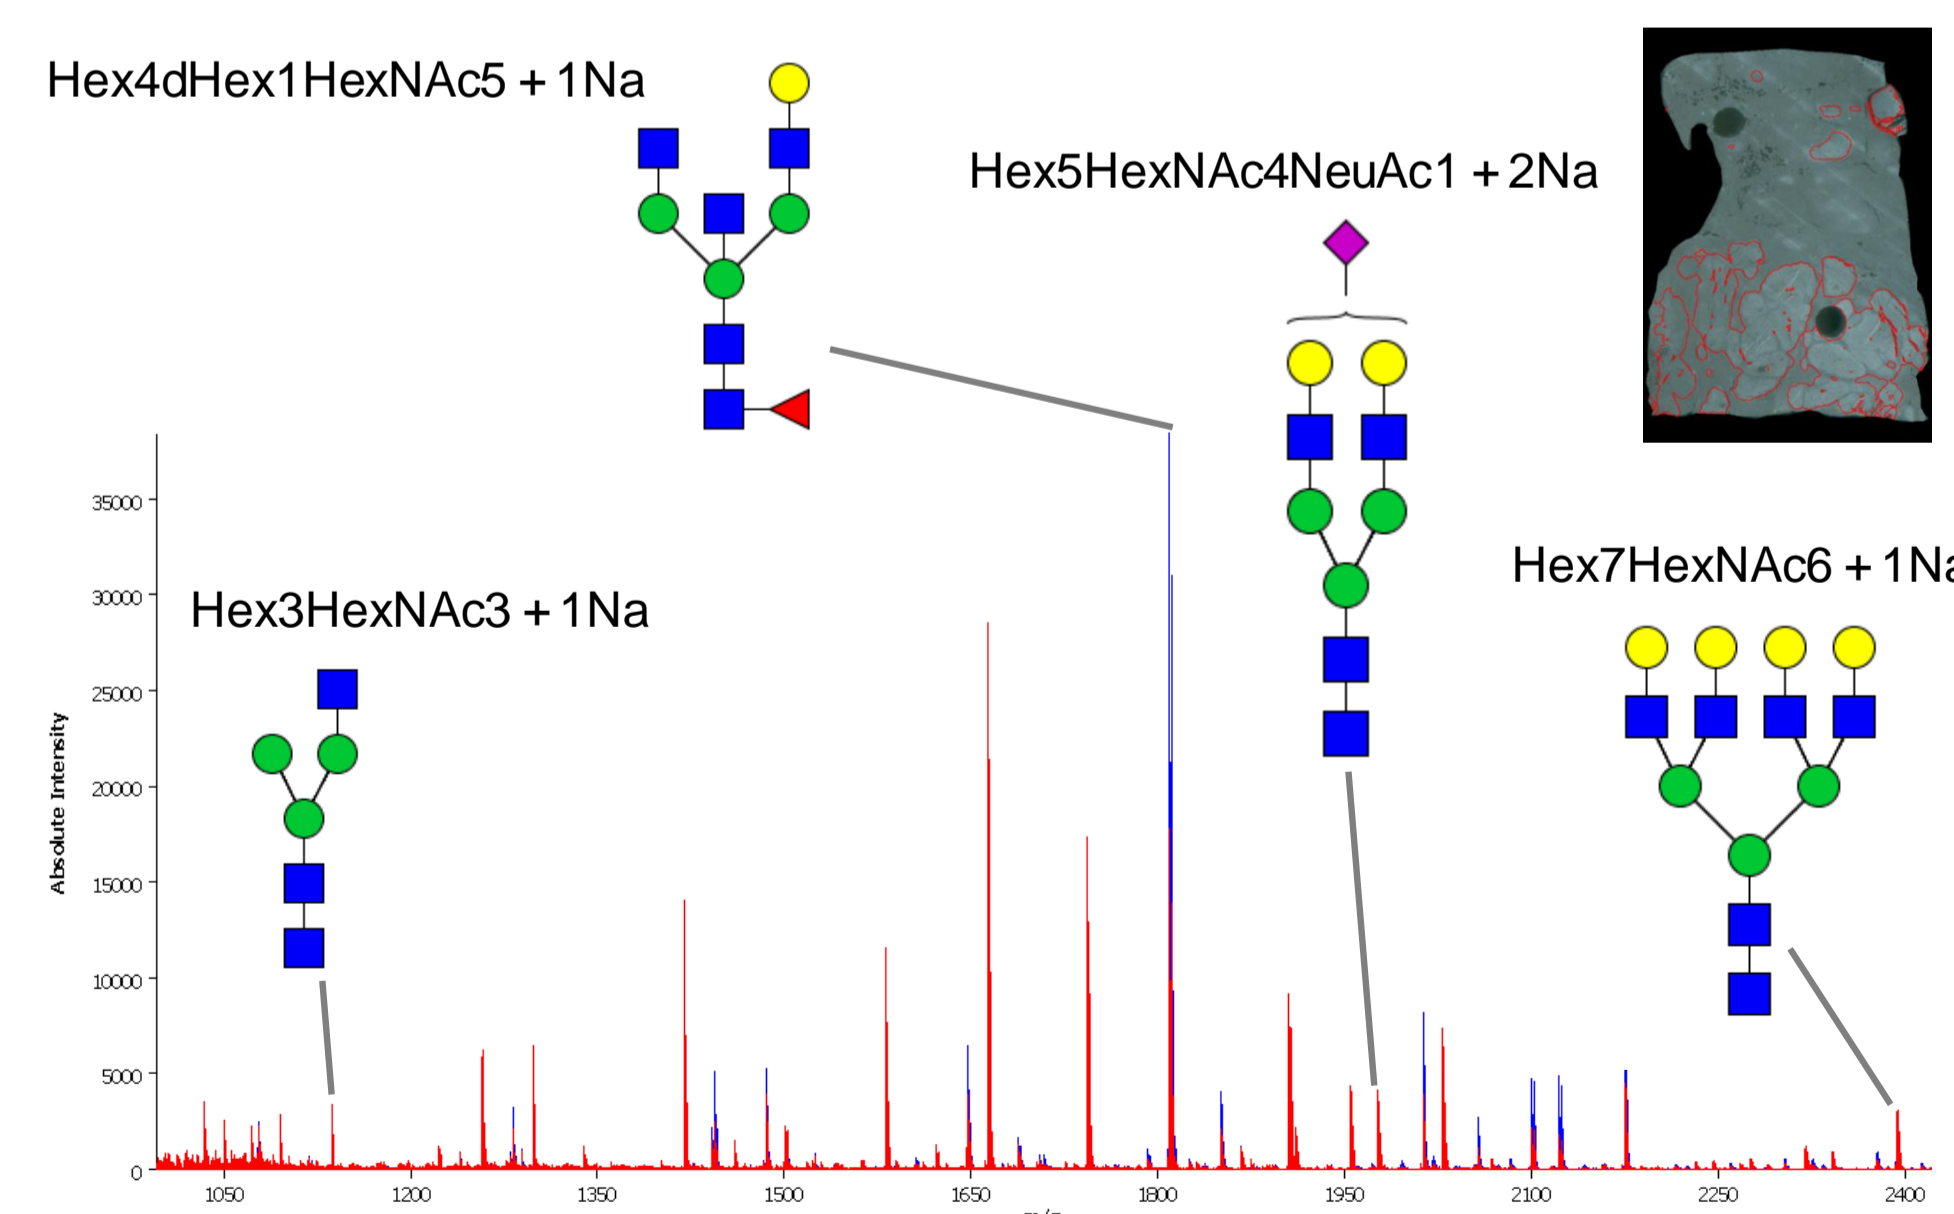 Hex4dHex1HexNAc5 + 1Na
Hex5HexNAc4NeuAc1 + 2Na
Hex7HexNAc6 + 1Na
Hex3HexNAc3 + 1Na
Absolute Intensity
35000
30000
25000
20000
15000
10000
5000
0
1050 1200 1350 1500 1650 1800 1950 2100 2250 2400